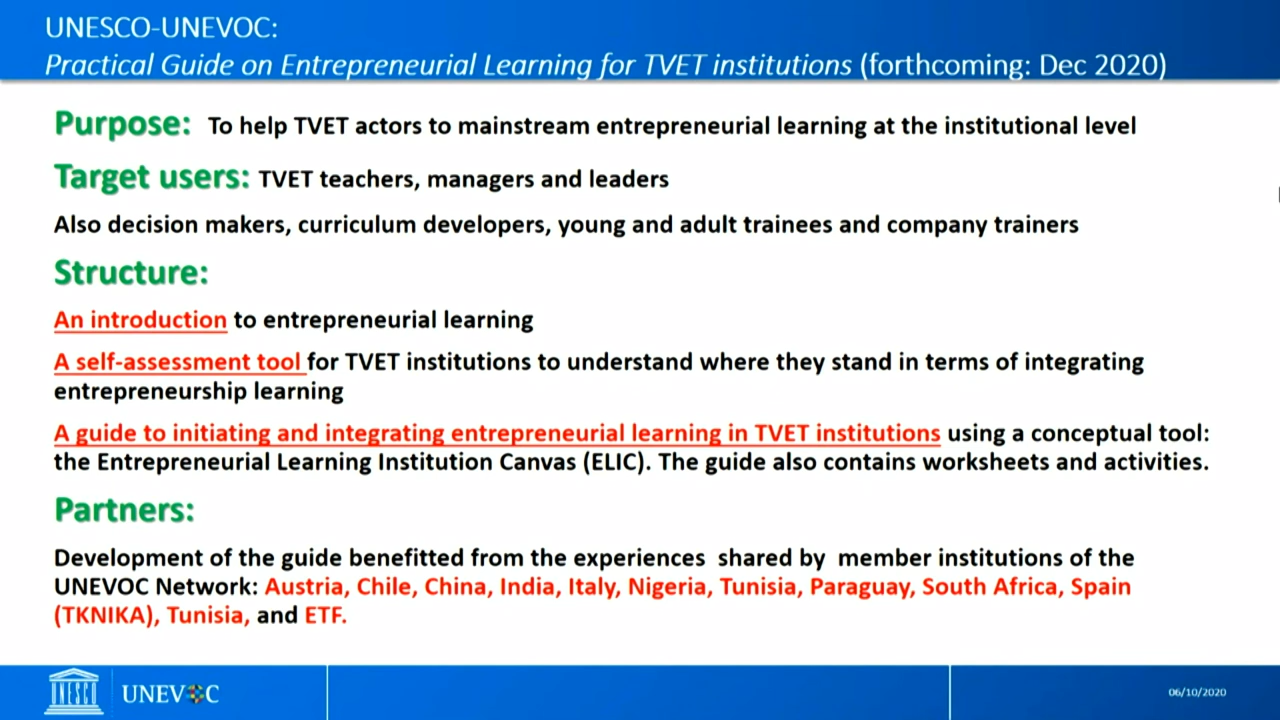 UNESCO-UNEVOC:
Practical Guide on Entrepreneurial Learning for TVET institutions (forthcoming: Dec 2020)
Purpose: To help TVET actors to mainstream entrepreneurial learning at the institutional level
Target users: TVET teachers, managers and leaders
Also decision makers, curriculum developers, young and adult trainees and company trainers
Structure:
An introduction to entrepreneurial learning
A self-assessment tool for TVET institutions to understand where they stand in terms of integrating
entrepreneurship learning
A guide to initiating and integrating entrepreneurial learning in TVET institutions using a conceptual tool:
the Entrepreneurial Learning Institution Canvas (ELIC). The guide also contains worksheets and activities.
Partners:
Development of the guide benefitted from the experiences shared by member institutions of the
UNEVOC Network: Austria, Chile, China, India, Italy, Nigeria, Tunisia, Paraguay, South Africa, Spain
(TKNIKA), Tunisia, and ETF.
UNESCO UNEVOC 06/10/2020